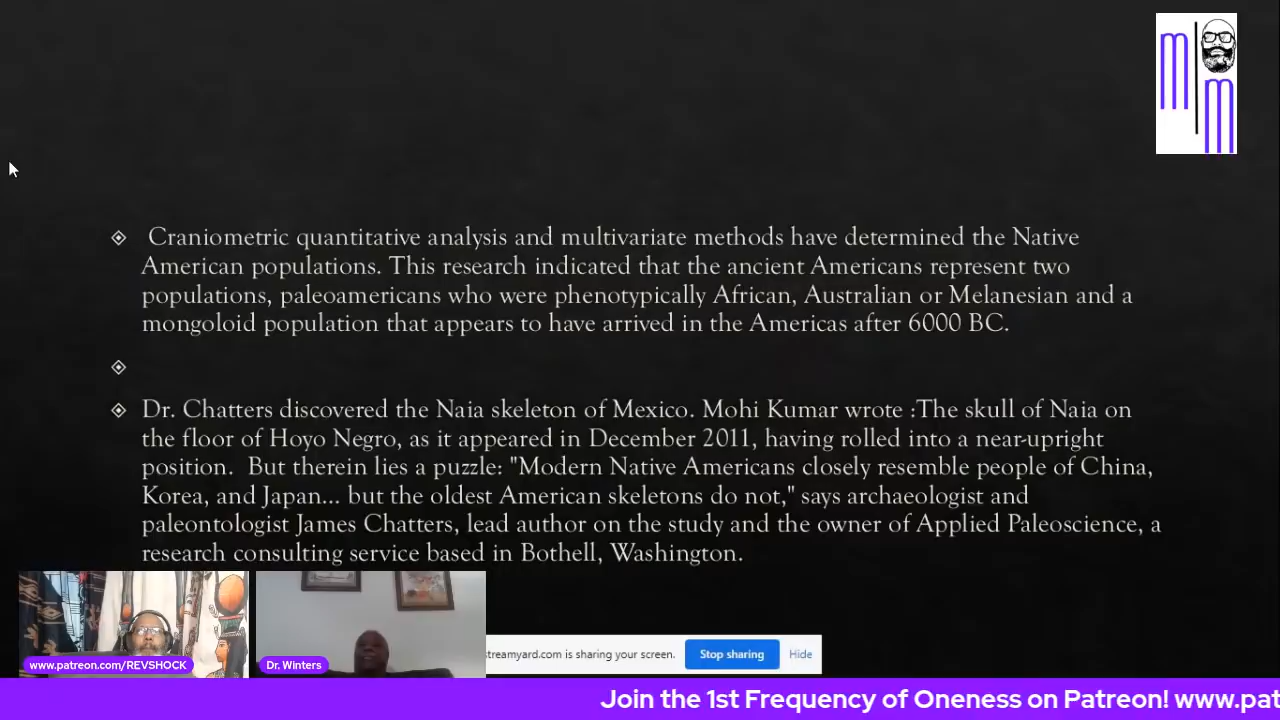 m
m
Craniometric quantitative analysis and multivariate methods have determined the Native
American populations. This research indicated that the ancient Americans represent two
populations, paleoamericans who were phenotypically African, Australian or Melanesian and a
mongoloid population that appears to have arrived in the Americas after 6000 BC.
Dr. Chatters discovered the Naia skeleton of Mexico. Mohi Kumar wrote :The skull of Naia on
the floor of Hoyo Negro, as it appeared in December 2011, having rolled into a near-upright
position.  But therein lies a puzzle: "Modern Native Americans closely resemble people of China,
Korea, and Japan... but the oldest American skeletons do not," says archaeologist and
paleontologist James Chatters, lead author on the study and the owner of Applied Paleoscience, a
research consulting service based in Bothell, Washington.
www.patreon.com/REVSHOCK
Dr. Winters
streamyard.com is sharing your screen.
Stop sharing
Hide
Join the 1st Frequency of Oneness on Patreon! www.pat